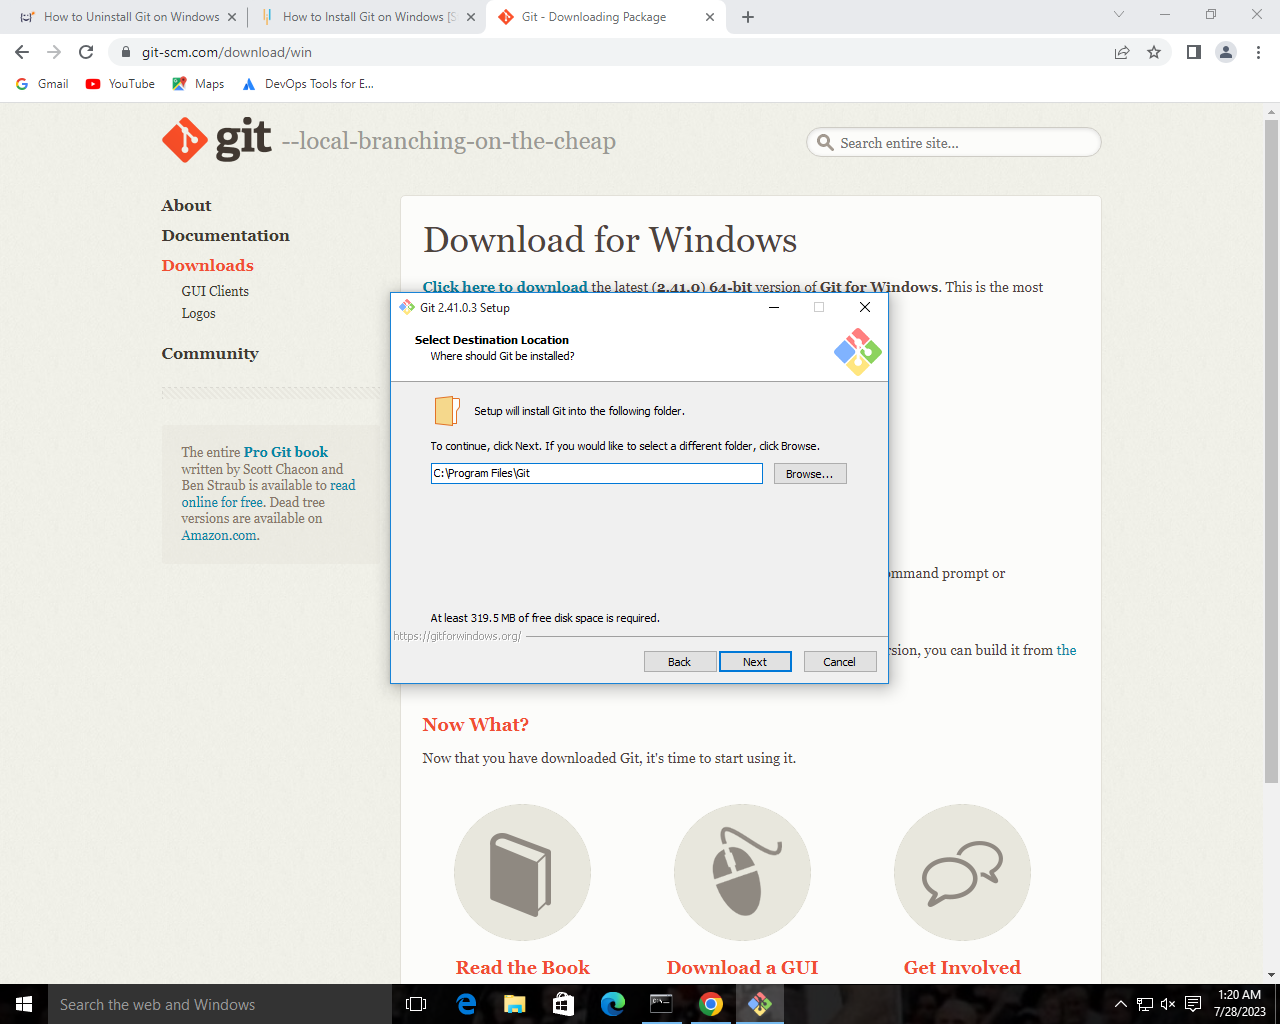 How to Uninstall Git on Windows
How to Install Git on Windows [S
Git - Downloading Package
git-scm.com/download/win
Gmail
YouTube
Maps
DevOps Tools for E...
git --local-branching-on-the-cheap
Search entire site...
About
Documentation
Downloads
GUI Clients
Logos
Community
The entire Pro Git book
written by Scott Chacon and
Ben Straub is available to read
online for free. Dead tree
versions are available on
Amazon.com.
Download for Windows
Click here to download the latest (2.41.0) 64-bit version of Git for Windows. This is the most
Git 2.41.0.3 Setup
Select Destination Location
Where should Git be installed?
Setup will install Git into the following folder.
To continue, click Next. If you would like to select a different folder, click Browse.
C:\Program Files\Git
Browse...
At least 319.5 MB of free disk space is required.
https://gitforwindows.org/
Back
Next
Cancel
ommand prompt or
rsion, you can build it from the
Now What?
Now that you have downloaded Git, it's time to start using it.
Read the Book
Download a GUI
Get Involved
Search the web and Windows
1:20 AM
7/28/2023